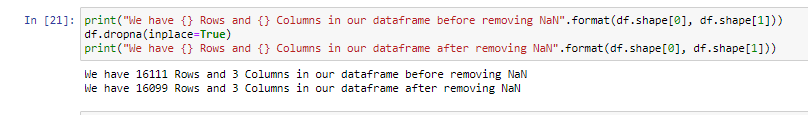 In [21]: print("We have {} Rows and {} Columns in our dataframe before removing NaN".format(df.shape[0], df.shape[1]))
df.dropna(inplace=True)
print("We have {} Rows and {} Columns in our dataframe after removing NaN".format(df.shape[0], df.shape[1]))
We have 16111 Rows and 3 Columns in our dataframe before removing NaN
We have 16099 Rows and 3 Columns in our dataframe after removing NaN